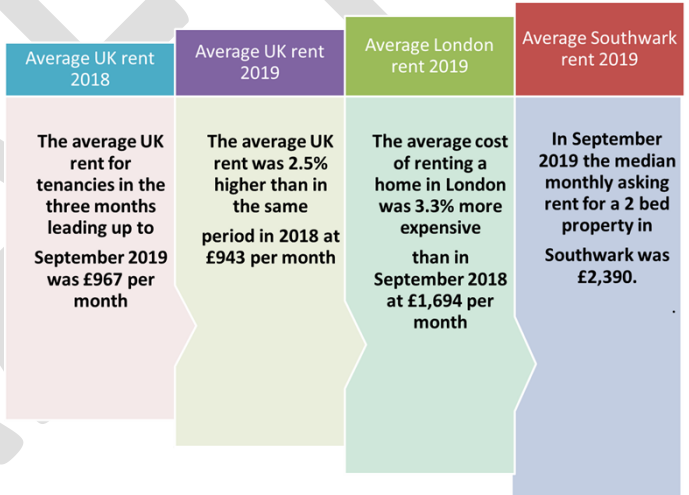 Average UK rent
2018
The average UK
rent for
tenancies in the
three months
leading up to
September 2019
was £967 per
month
Average UK rent
2019
The average UK
rent was 2.5%
higher than in
the same
period in 2018 at
£943 per month
Average London
rent 2019
The average cost
of renting a
home in London
was 3.3% more
expensive
than in
September 2018
at £1,694 per
month
Average Southwark
rent 2019
In September
2019 the median
monthly asking
rent for a 2 bed
property in
Southwark was
£2,390.
.